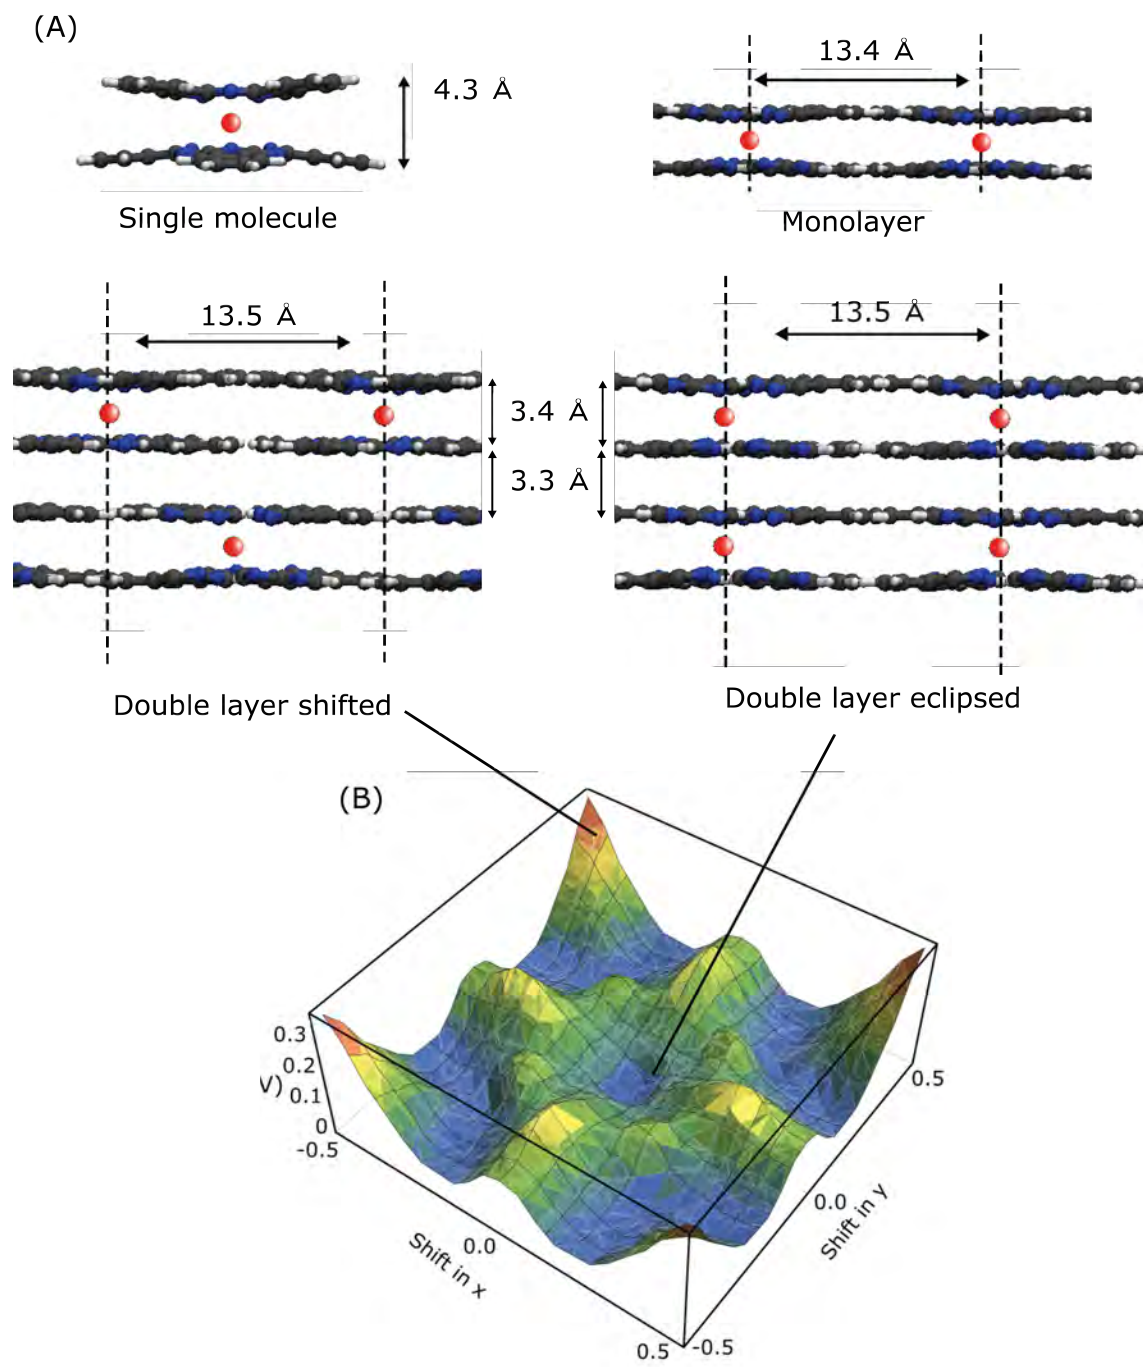 (A)
4.3 Å
Single molecule
13.4 Å
Monolayer
13.5 Å
13.5 Å
3.4 Å
3.3 Å
Double layer shifted
Double layer eclipsed
(B)
0.3
0.2
V) 0.1
0
-0.5
Shift in x
0.0
0.5
-0.5
Shift in y
0.0
0.5